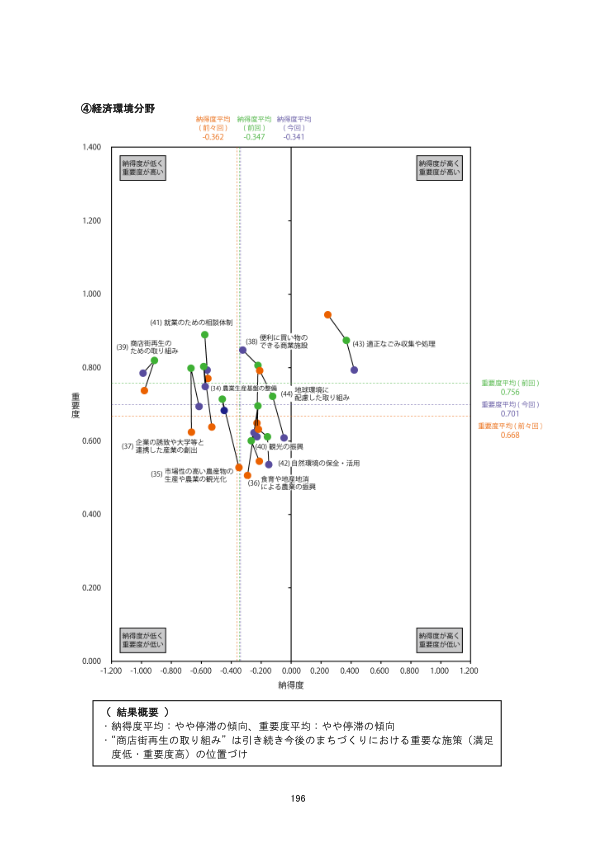 ④経済環境分野
納得度平均 納得度平均 納得度平均
（前々回） （前回） （今回）
-0.362 -0.347 -0.341
1.400
納得度が低く
重要度が高い
納得度が高く
重要度が高い
1.200
1.000
(41) 就業のための相談体制
(39) 商店街再生の
ための取り組み
(38) 便利に買い物の
できる商業施設
(43) 適正なごみ収集や処理
0.800
重要度平均（前回）
0.756
(34) 農業生産基盤の整備
(44) 地球環境に
配慮した取り組み
重要度平均（今回）
0.701
重要度平均（前々回）
0.668
重要度
0.600
(37) 企業の誘致や大学等と
連携した産業の創出
(40) 観光の振興
(42) 自然環境の保全・活用
(35) 市場性の高い農産物の
生産や農業の観光化
(36) 食育や地産地消
による農業の振興
0.400
0.200
納得度が低く
重要度が低い
納得度が高く
重要度が低い
0.000
-1.200 -1.000 -0.800 -0.600 -0.400 -0.200 0.000 0.200 0.400 0.600 0.800 1.000 1.200
納得度
（ 結果概要 ）
・納得度平均：やや停滞の傾向、重要度平均：やや停滞の傾向
・“商店街再生の取り組み”は引き続き今後のまちづくりにおける重要な施策（満足
度低・重要度高）の位置づけ
196